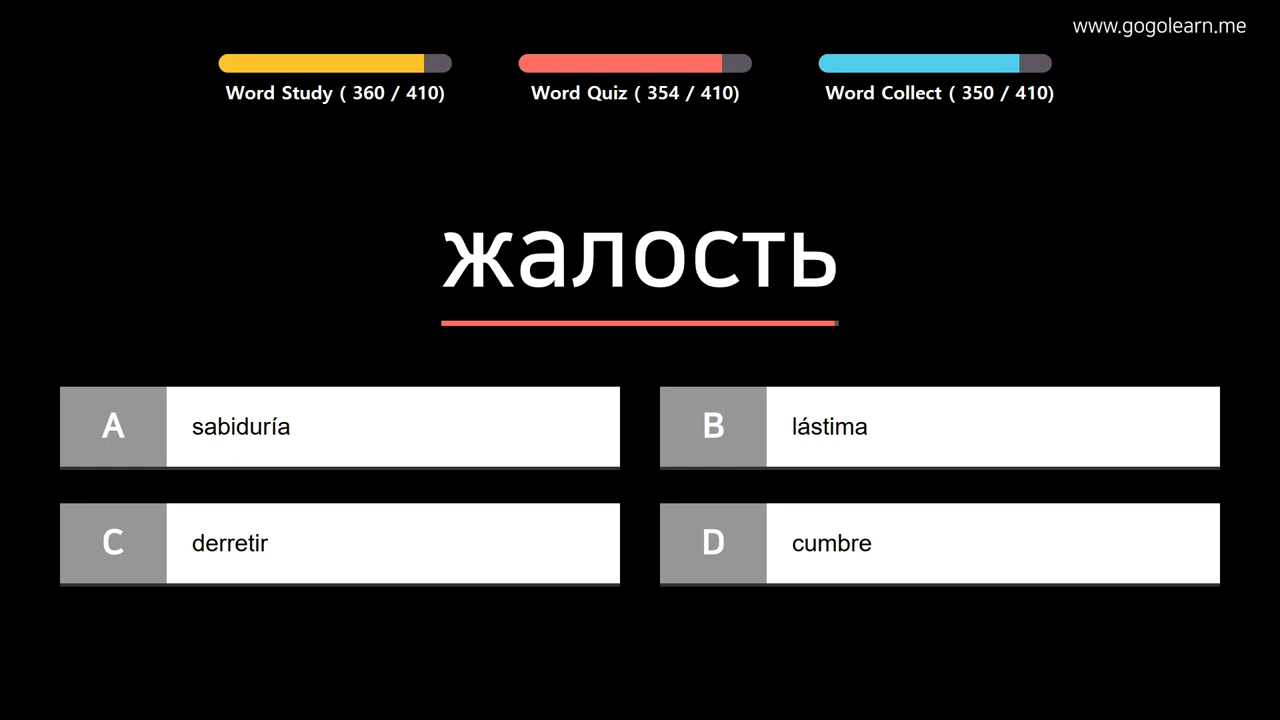 www.gogolearn.me
Word Study ( 360 / 410)
Word Quiz ( 354 / 410)
Word Collect ( 350 / 410)
жалость
A sabiduría
B lástima
C derretir
D cumbre